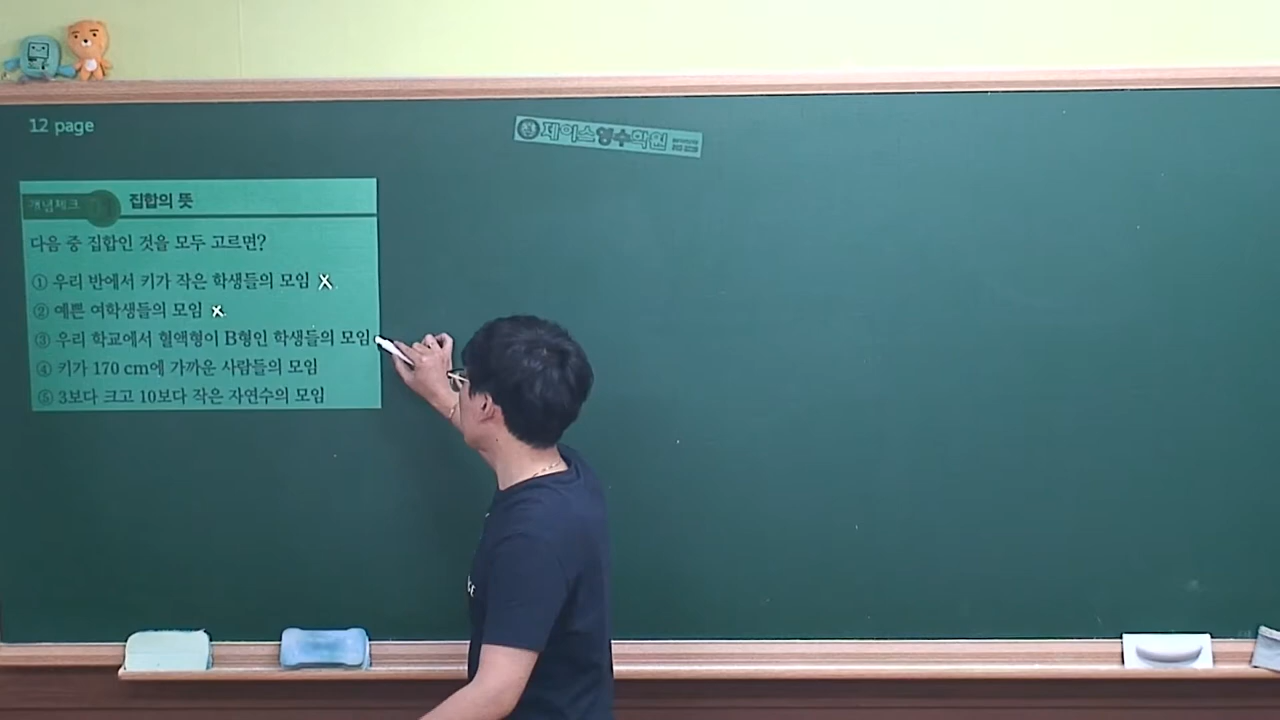 12 page
제이스영수학원
개념체크
집합의 뜻
다음 중 집합인 것을 모두 고르면?
① 우리 반에서 키가 작은 학생들의 모임 X
② 예쁜 여학생들의 모임 X
③ 우리 학교에서 혈액형이 B형인 학생들의 모임
④ 키가 170 cm에 가까운 사람들의 모임
⑤ 3보다 크고 10보다 작은 자연수의 모임